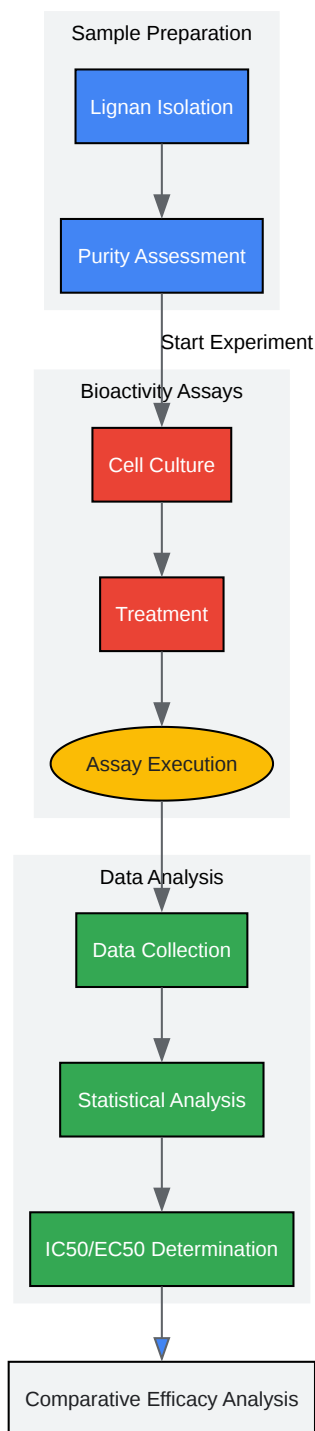 Sample Preparation
Lignan Isolation
Purity Assessment
Start Experiment
Bioactivity Assays
Cell Culture
Treatment
Assay Execution
Data Analysis
Data Collection
Statistical Analysis
IC50/EC50 Determination
Comparative Efficacy Analysis